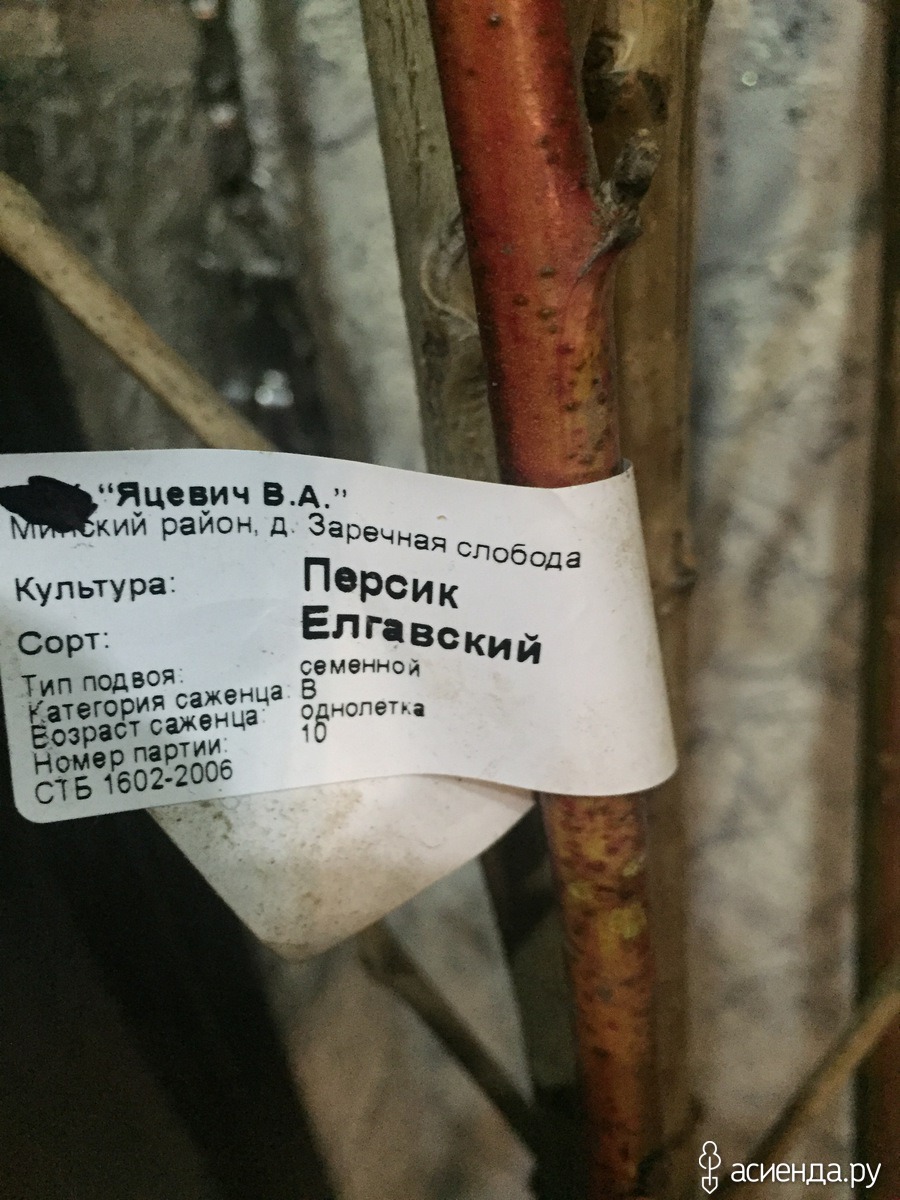 “Яцевич В.А.”
Минский район, д. Заречная слобода
Культура: Персик
Сорт: Елгавский
Тип подвоя: семенной
Категория саженца: В
Возраст саженца: однолетка
Номер партии: 10
СТБ 1602-2006
асиенда.ру